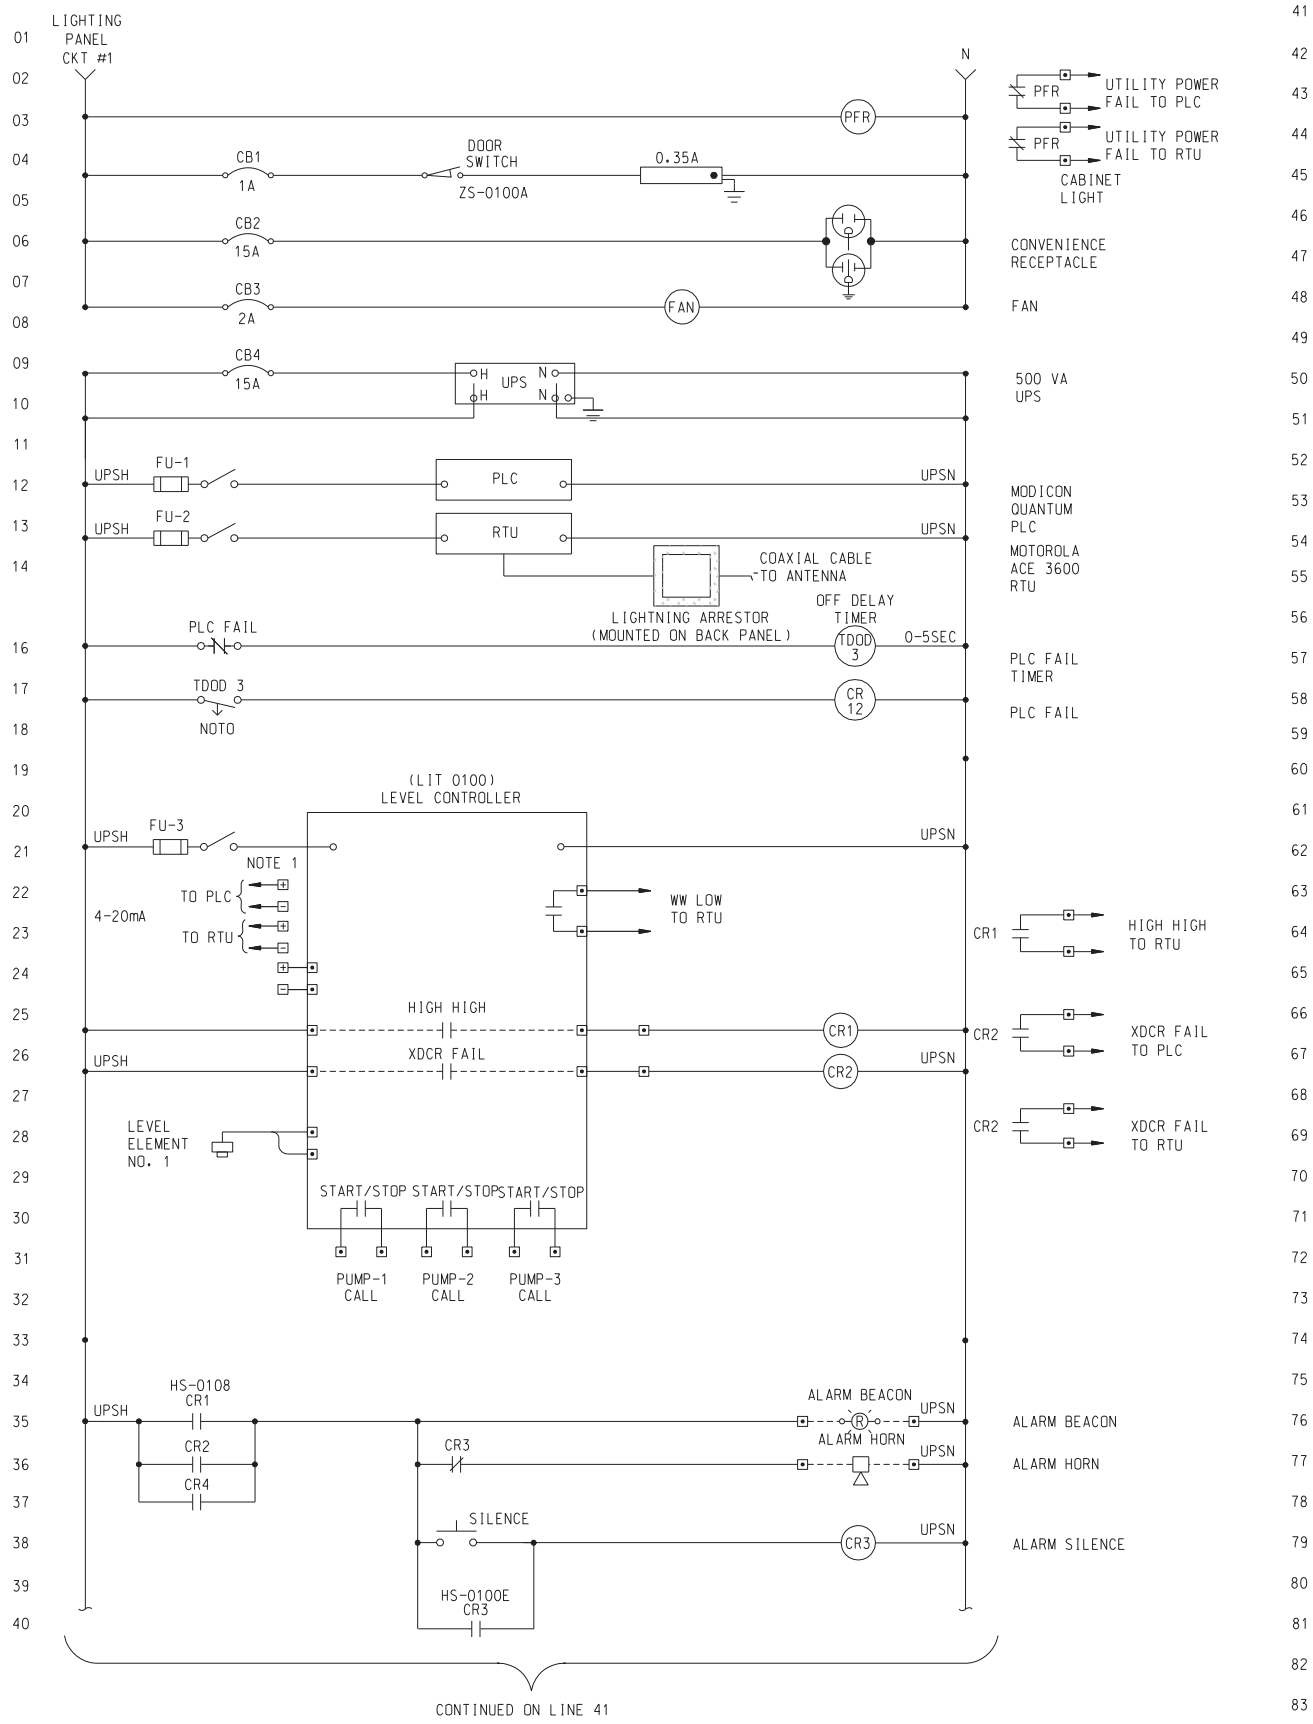 LIGHTING
PANEL
CKT #1
N
01
02
03
04
05
06
07
08
09
10
11
12
13
14
16
17
18
19
20
21
22
23
24
25
26
27
28
29
30
31
32
33
34
35
36
37
38
39
40
PFR
CB1
1A
DOOR
SWITCH
ZS-0100A
0.35A
CB2
15A
CB3
2A
FAN
CB4
15A
H
UPS
N
H
N
UPSH
FU-1
PLC
UPSN
UPSH
FU-2
RTU
UPSN
COAXIAL CABLE
TO ANTENNA
LIGHTNING ARRESTOR
(MOUNTED ON BACK PANEL)
OFF DELAY
TIMER
PLC FAIL
TDOD
3
0-5SEC
TDOD 3
NOTO
CR
12
(LIT 0100)
LEVEL CONTROLLER
UPSH
FU-3
UPSN
NOTE 1
+
TO PLC
-
4-20mA
+
TO RTU
-
+
-
WW LOW
TO RTU
HIGH HIGH
CR1
UPSH
XDCR FAIL
CR2
UPSN
LEVEL
ELEMENT
NO. 1
START/STOP
START/STOP
START/STOP
PUMP-1
CALL
PUMP-2
CALL
PUMP-3
CALL
HS-0108
CR1
UPSH
CR2
CR4
ALARM BEACON
R
UPSN
ALARM HORN
CR3
UPSN
SILENCE
CR3
UPSN
HS-0100E
CR3
CONTINUED ON LINE 41
PFR
UTILITY POWER
FAIL TO PLC
PFR
UTILITY POWER
FAIL TO RTU
CABINET
LIGHT
CONVENIENCE
RECEPTACLE
FAN
500 VA
UPS
MODICON
QUANTUM
PLC
MOTOROLA
ACE 3600
RTU
PLC FAIL
TIMER
PLC FAIL
CR1
HIGH HIGH
TO RTU
CR2
XDCR FAIL
TO PLC
CR2
XDCR FAIL
TO RTU
ALARM BEACON
ALARM HORN
ALARM SILENCE
41
42
43
44
45
46
47
48
49
50
51
52
53
54
55
56
57
58
59
60
61
62
63
64
65
66
67
68
69
70
71
72
73
74
75
76
77
78
79
80
81
82
83